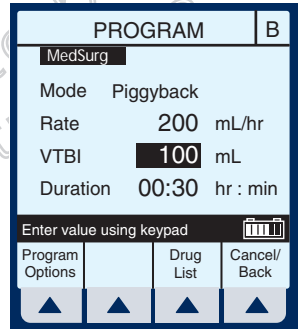 PROGRAM B
MedSurg
Mode Piggyback
Rate 200 mL/hr
VTBI 100 mL
Duration 00:30 hr : min
Enter value using keypad
Program Options
Drug List
Cancel/ Back